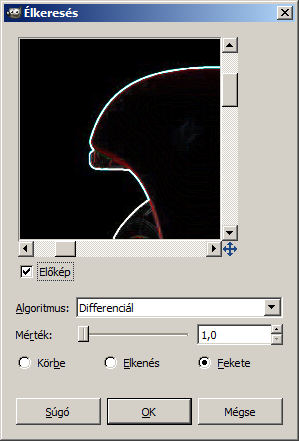 Élkeresés
Előkép
Algoritmus: Differenciál
Mérték: 1,0
Körbe Elkenés Fekete
Súgó OK Mégse